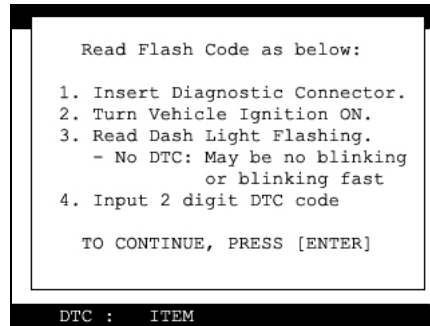 Read Flash Code as below:
1. Insert Diagnostic Connector.
2. Turn Vehicle Ignition ON.
3. Read Dash Light Flashing.
- No DTC: May be no blinking
or blinking fast
4. Input 2 digit DTC code
TO CONTINUE, PRESS [ENTER]
DTC : ITEM